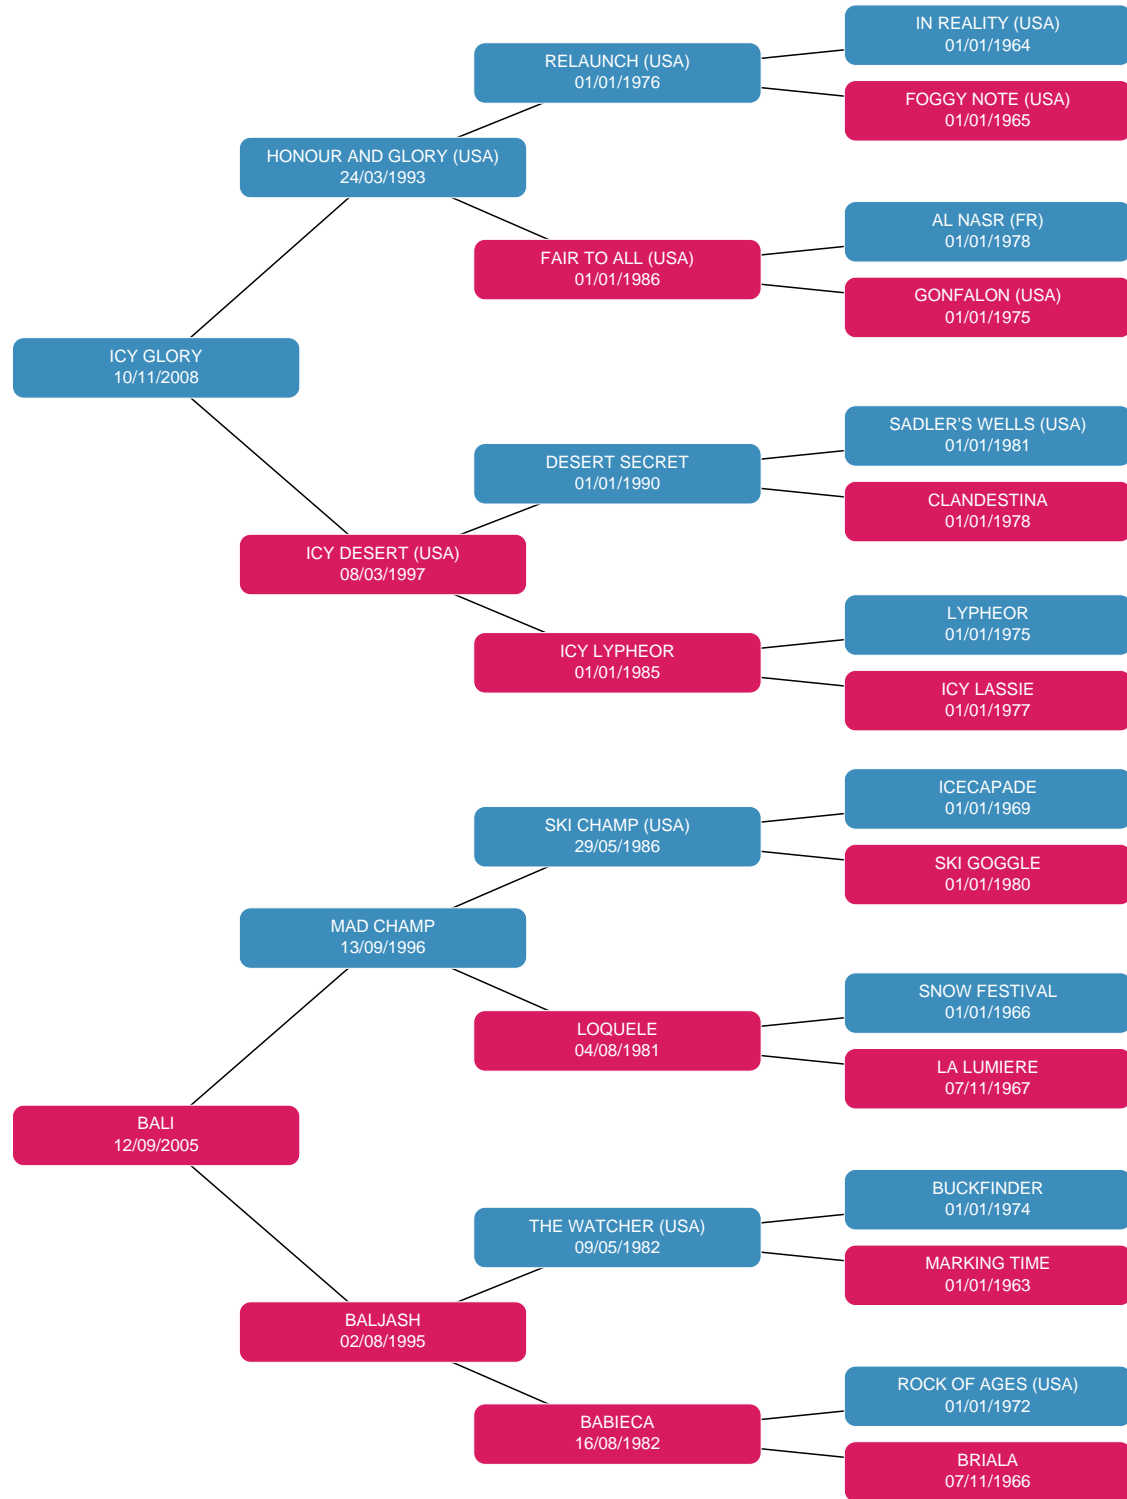 IN REALITY (USA)
01/01/1964
RELAUNCH (USA)
01/01/1976
FOGGY NOTE (USA)
01/01/1965
HONOUR AND GLORY (USA)
24/03/1993
AL NASR (FR)
01/01/1978
FAIR TO ALL (USA)
01/01/1986
GONFALON (USA)
01/01/1975
ICY GLORY
10/11/2008
SADLER'S WELLS (USA)
01/01/1981
DESERT SECRET
01/01/1990
CLANDESTINA
01/01/1978
ICY DESERT (USA)
08/03/1997
LYPHEOR
01/01/1975
ICY LYPHEOR
01/01/1985
ICY LASSIE
01/01/1977
ICECAPADE
01/01/1969
SKI CHAMP (USA)
29/05/1986
SKI GOGGLE
01/01/1980
MAD CHAMP
13/09/1996
SNOW FESTIVAL
01/01/1966
LOQUELE
04/08/1981
LA LUMIERE
07/11/1967
BALI
12/09/2005
BUCKFINDER
01/01/1974
THE WATCHER (USA)
09/05/1982
MARKING TIME
01/01/1963
BALJASH
02/08/1995
ROCK OF AGES (USA)
01/01/1972
BABIECA
16/08/1982
BRIALA
07/11/1966